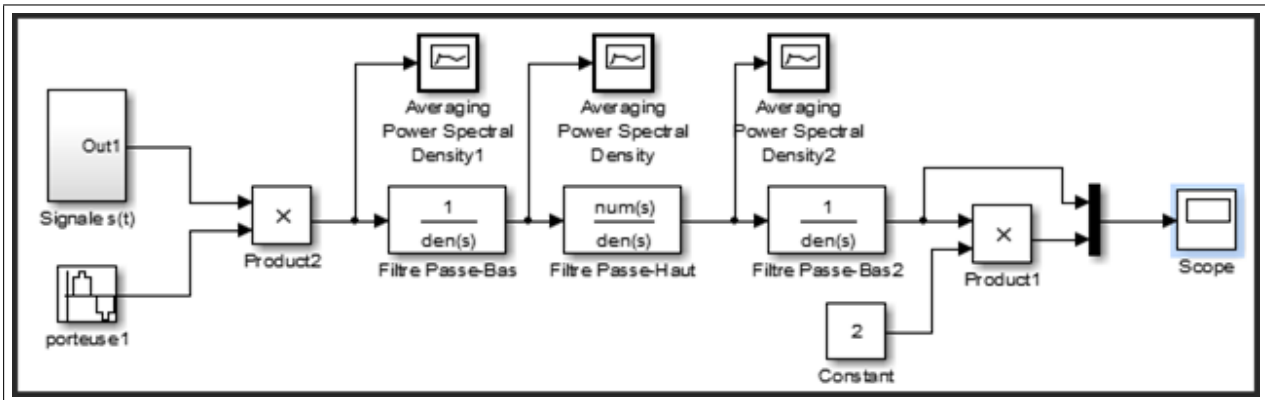 Averaging
Power Spectral
Density1
Averaging
Power Spectral
Density
Averaging
Power Spectral
Density2
Out1
Signale s(t)
×
Product2
1
den(s)
Filtre Passe-Bas
num(s)
den(s)
Filtre Passe-Haut
1
den(s)
Filtre Passe-Bas2
×
Product1
Scope
porteuse1
2
Constant